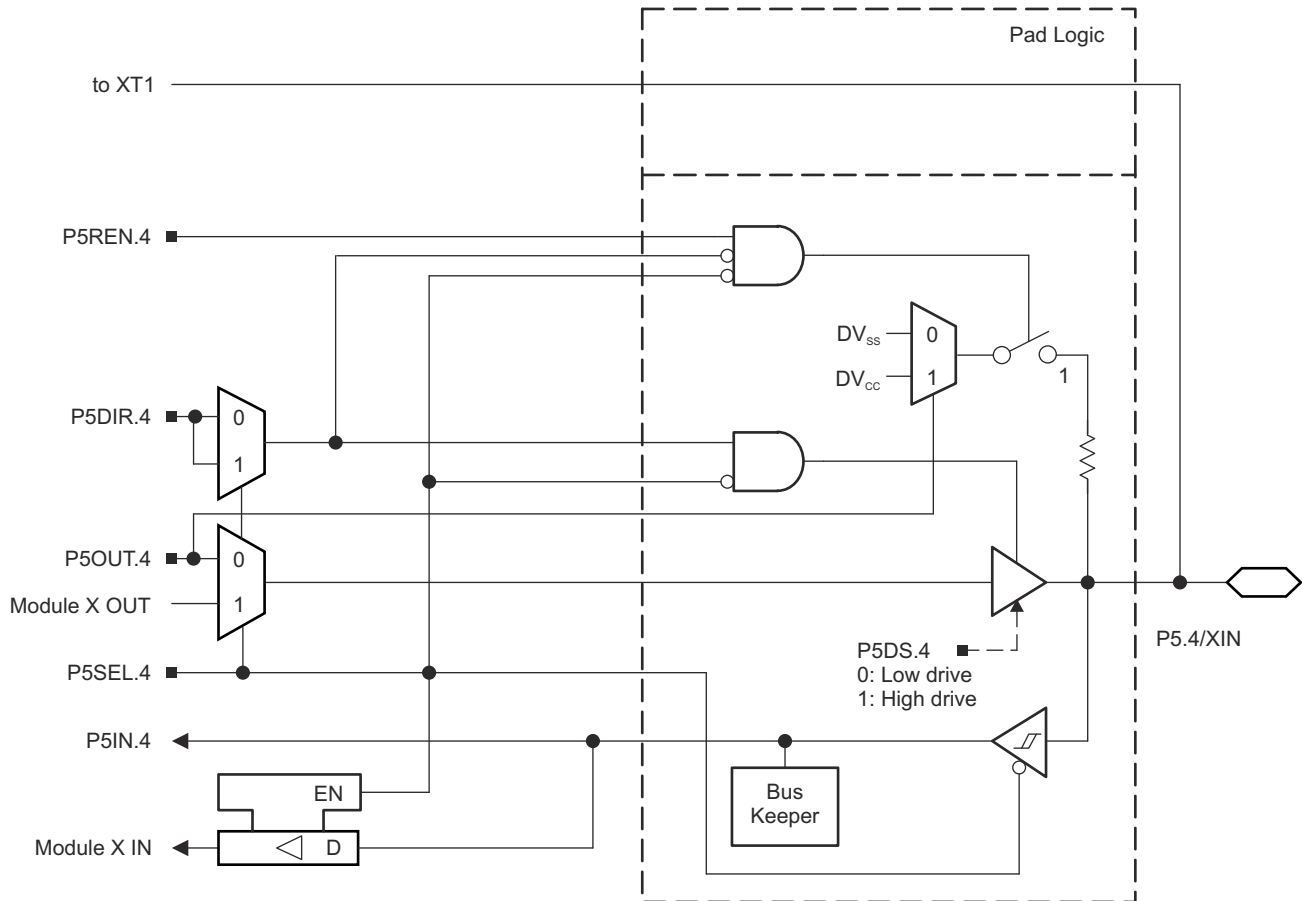 Pad Logic
to XT1
P5REN.4
DVSS
0
DVCC
1
1
P5DIR.4
0
1
P5OUT.4
0
Module X OUT
1
P5SEL.4
P5DS.4
0: Low drive
1: High drive
P5.4/XIN
P5IN.4
Bus
Keeper
EN
Module X IN
D